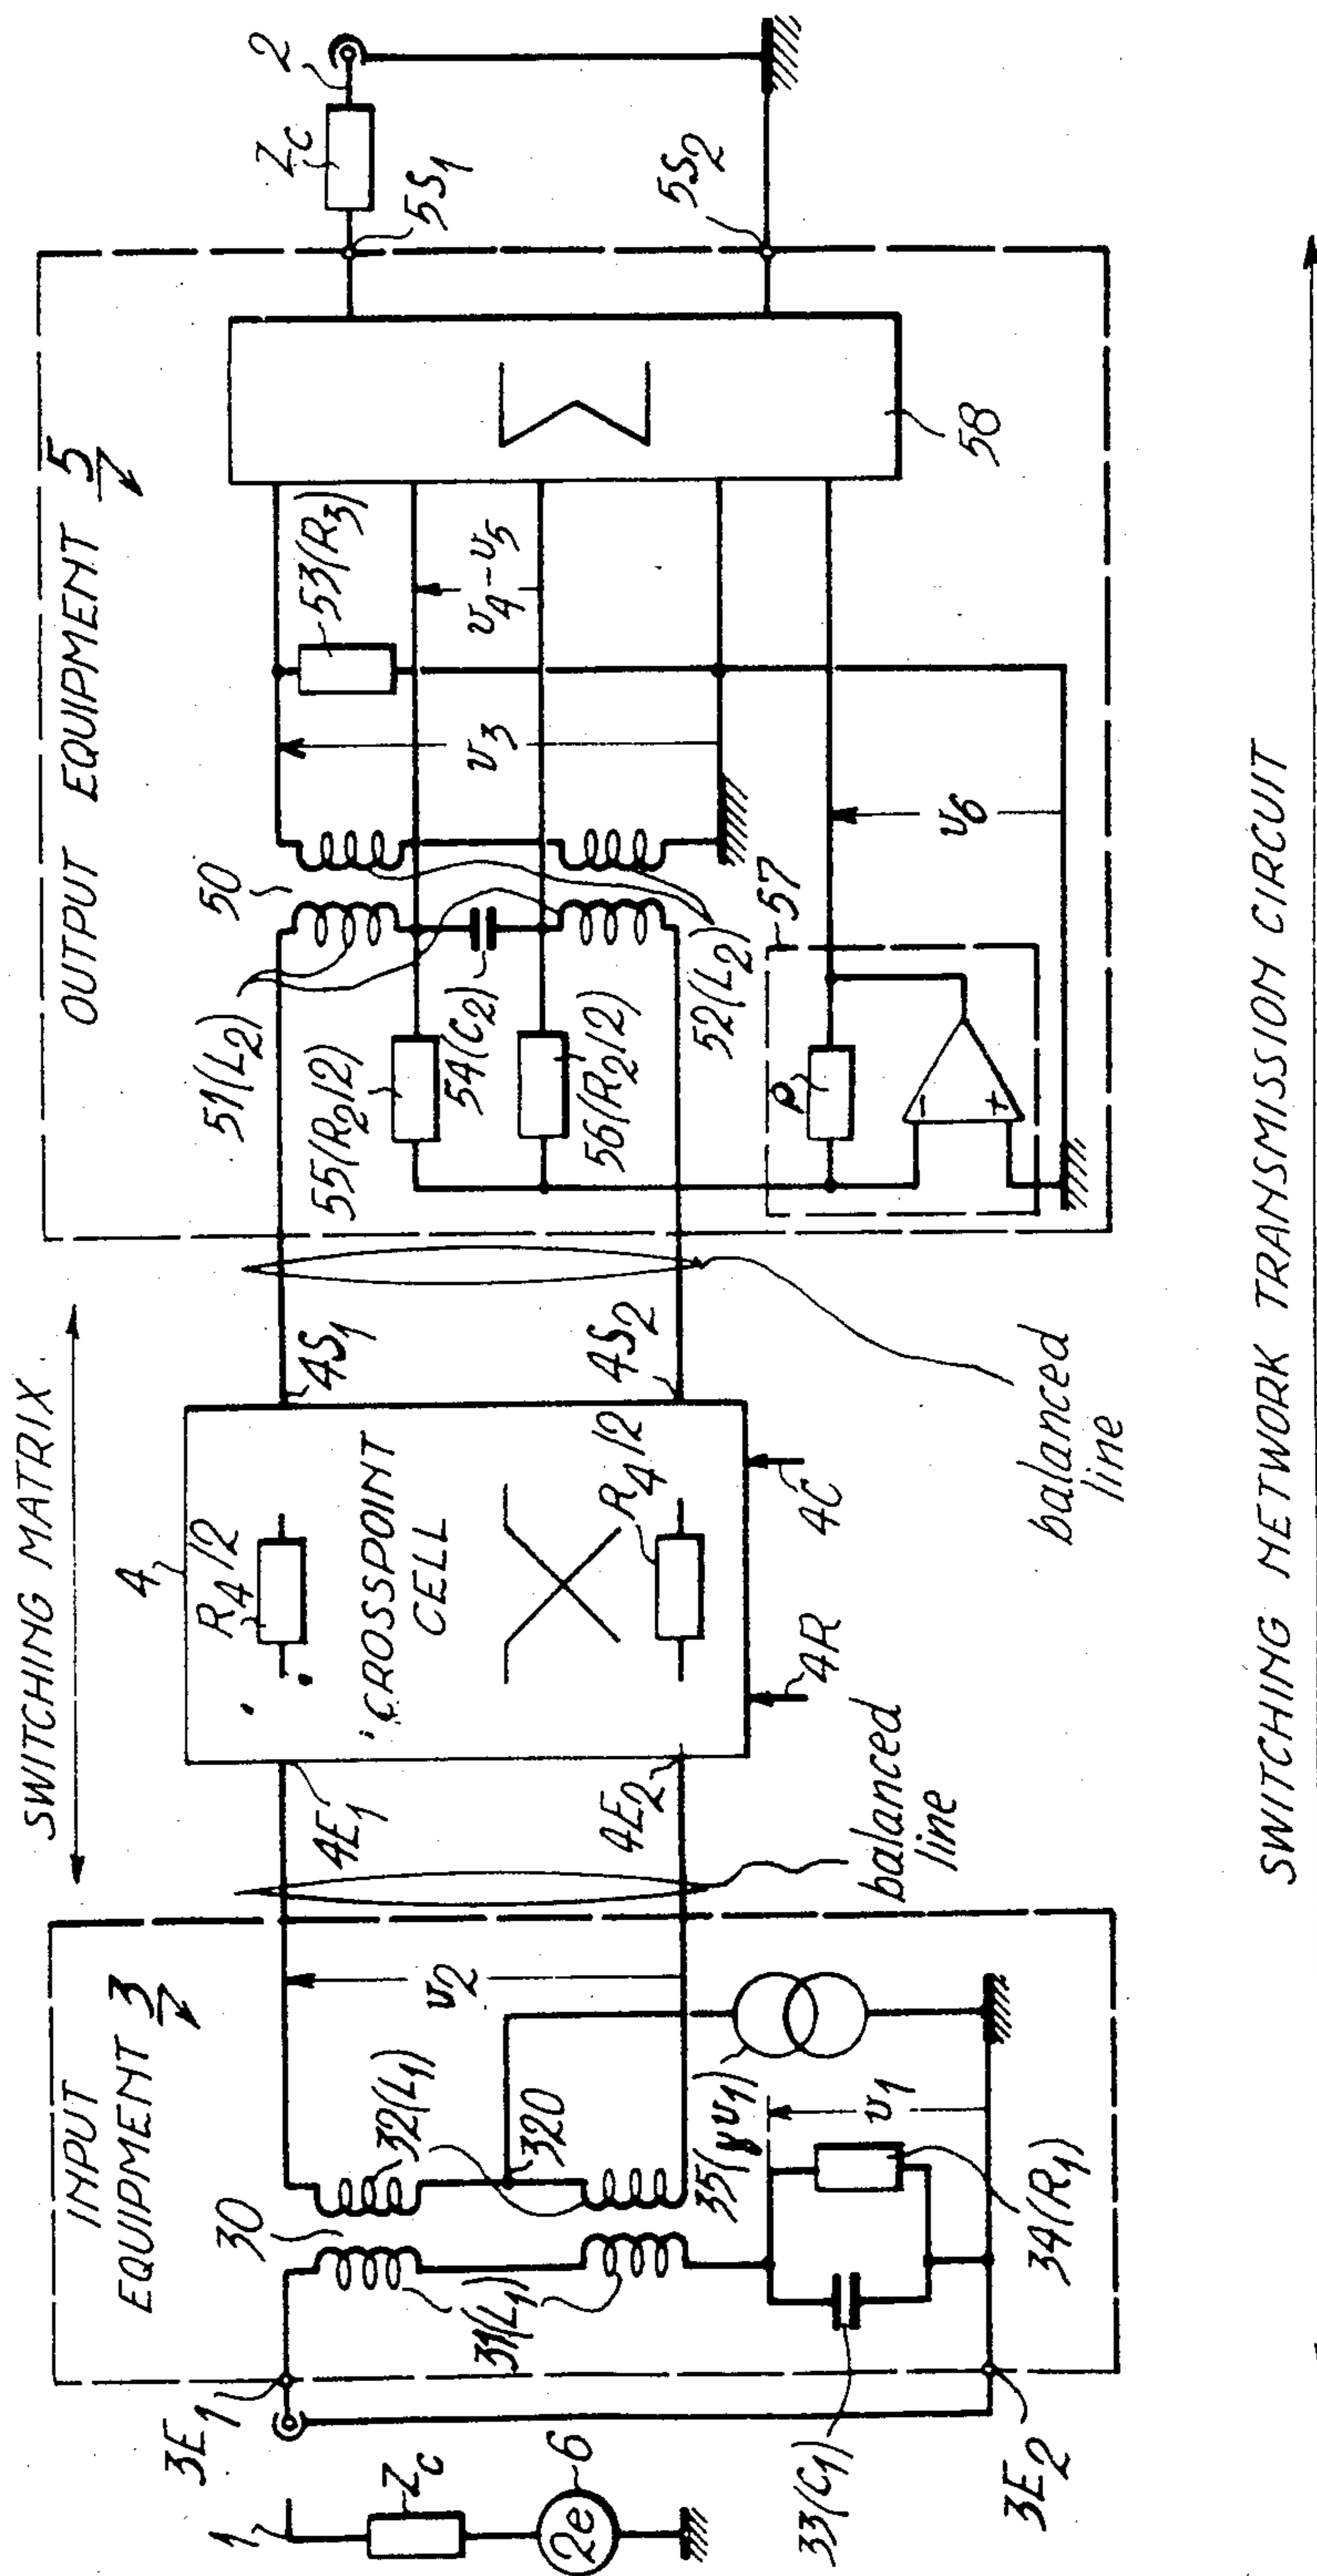 SWITCHING MATRIX
INPUT
EQUIPMENT 3
OUTPUT EQUIPMENT 5
1
Zc
2e
6
3E1
3E2
30
31(L1)
32(L1)
320
33(C1)
34(R1)
35(γv1)
v1
v2
balanced
line
4
4E1
4E2
R4/2
CROSSPOINT
CELL
R4/2
4R
4C
4S1
4S2
balanced
line
50
51(L2)
52(L2)
53(R3)
54(C2)
55(R2/2)
56(R2/2)
57
ρ
-
+
v3
v4-v5
v6
Σ
58
5S1
5S2
Zc
2
SWITCHING NETWORK TRANSMISSION CIRCUIT